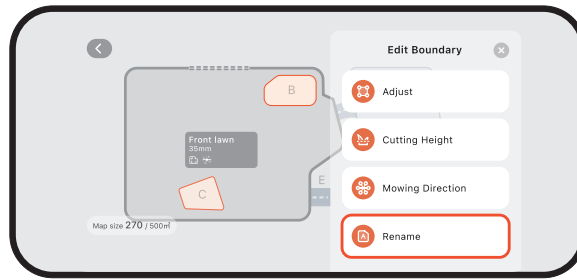 Edit Boundary
B
Adjust
Front lawn
35mm
Cutting Height
C
E
Mowing Direction
Map size 270 / 500㎡
A
Rename